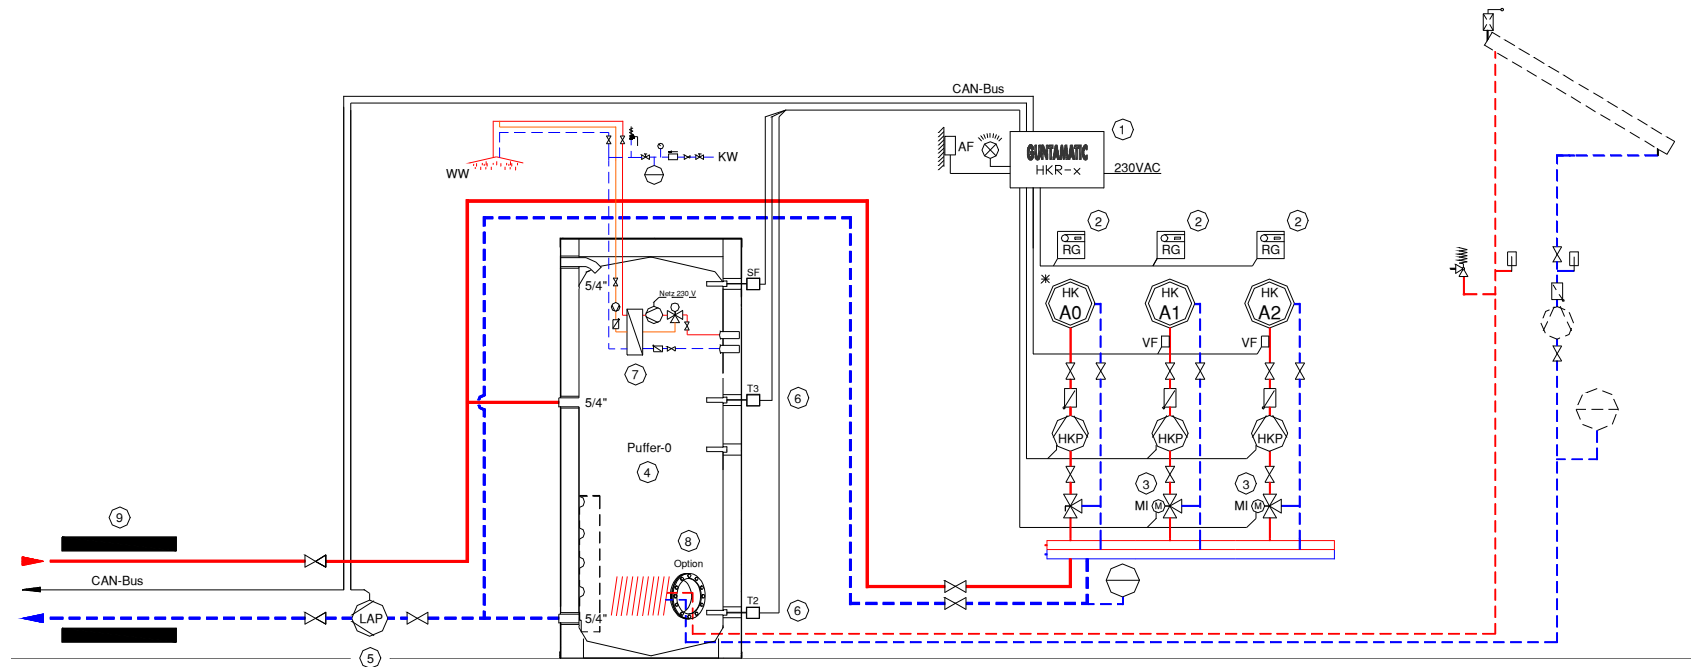 CAN-Bus
1
AF
GUNTAMATIC
HKR-x
230VAC
KW
WW
2
2
2
RG
RG
RG
SF
5/4"
Netz 230 V
*
HK
A0
HK
A1
HK
A2
VF
VF
7
T3
6
5/4"
HKP
HKP
HKP
Puffer-0
4
3
3
MI
M
MI
M
9
8
Option
CAN-Bus
T2
6
LAP
5/4"
5